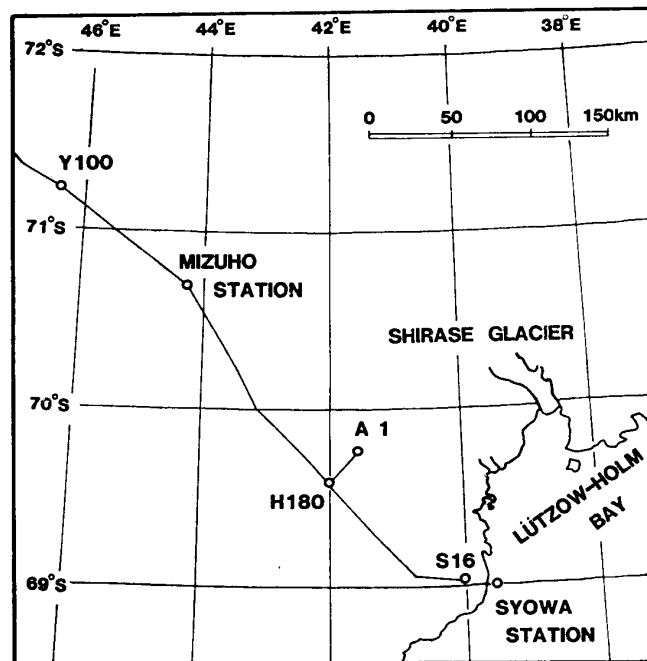 46°E 44°E 42°E 40°E 38°E
72°S
0 50 100 150km
Y100
71°S
MIZUHO
STATION
SHIRASE GLACIER
70°S
A 1
H180
LÜTZOW-HOLM
BAY
S16
69°S
SYOWA
STATION